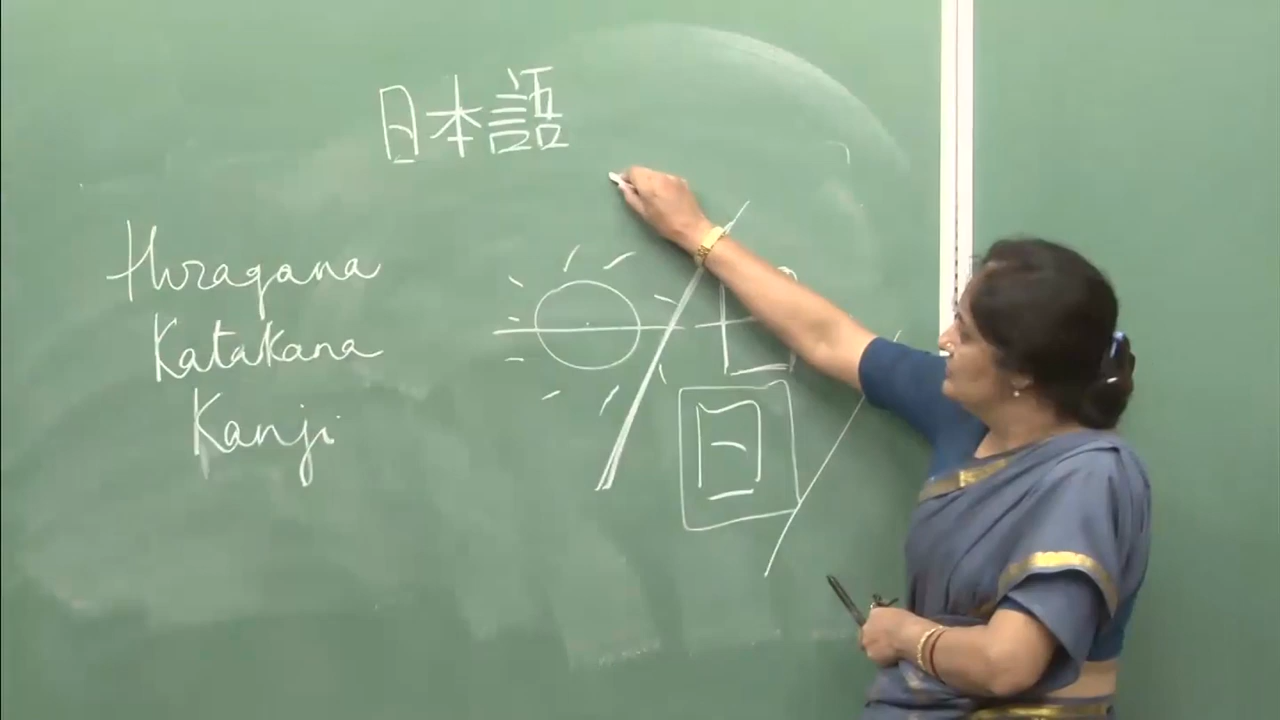 日本語
Hiragana
Katakana
Kanji
日